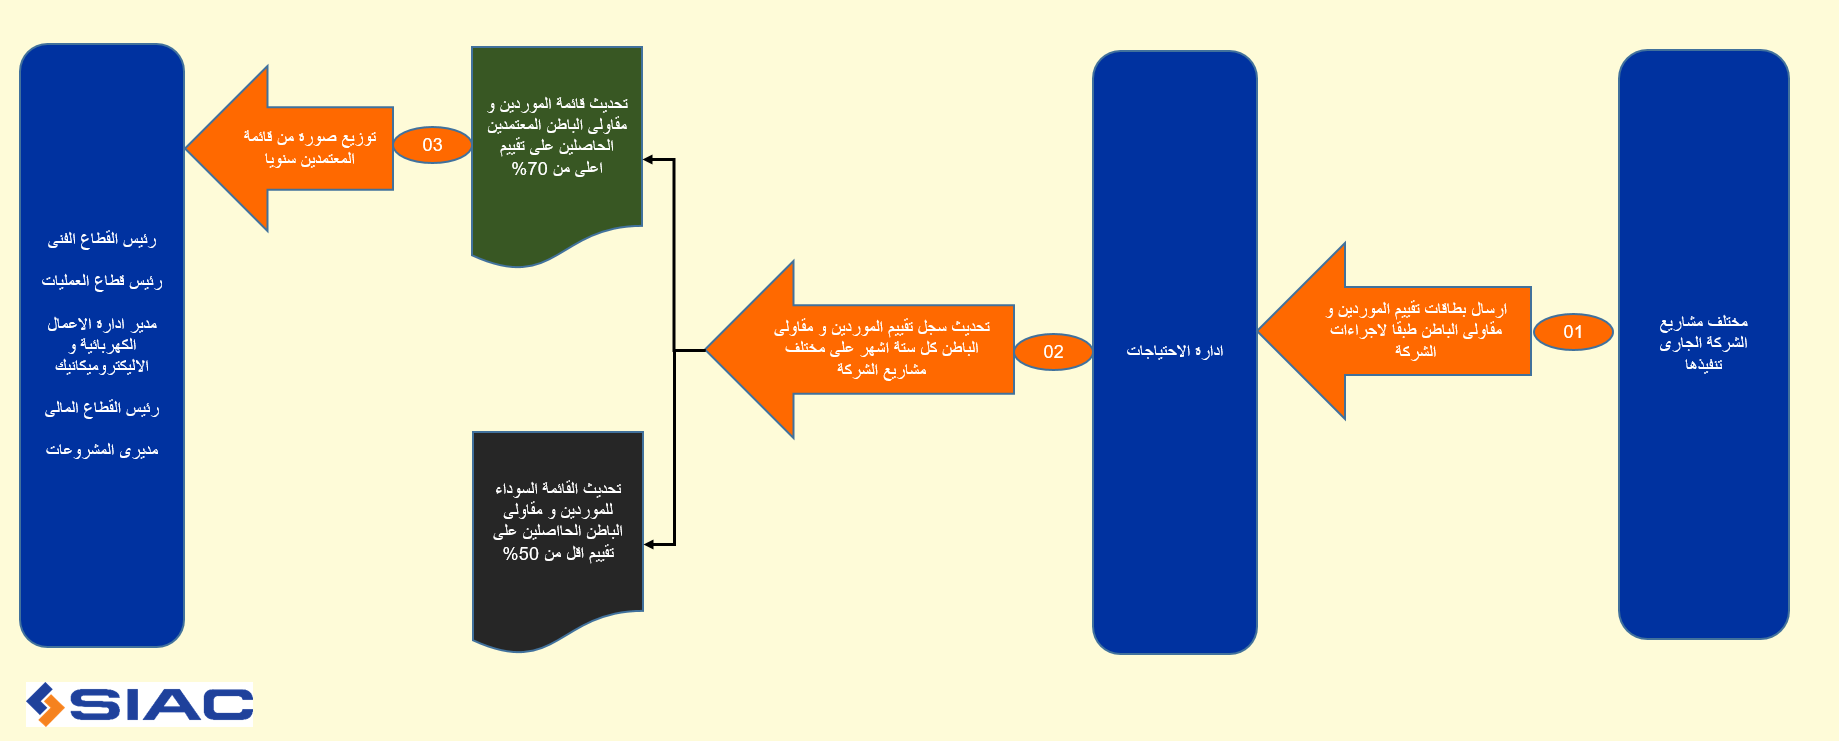 مختلف مشاريع
الشركة الجارى
تنفيذها
01
ارسال بطاقات تقييم الموردين و
مقاولى الباطن طبقا لاجراءات
الشركة
ادارة الاحتياجات
02
تحديث سجل تقييم الموردين و مقاولى
الباطن كل ستة اشهر على مختلف
مشاريع الشركة
تحديث قائمة الموردين و
مقاولى الباطن المعتمدين
الحاصلين على تقييم
اعلى من 70%
تحديث القائمة السوداء
للموردين و مقاولى
الباطن الحااصلين على
تقييم اقل من 50%
03
توزيع صورة من قائمة
المعتمدين سنويا
رئيس القطاع الفنى
رئيس قطاع العمليات
مدير ادارة الاعمال
الكهربائية و
الاليكتروميكانيك
رئيس القطاع المالى
مديرى المشروعات
SIAC